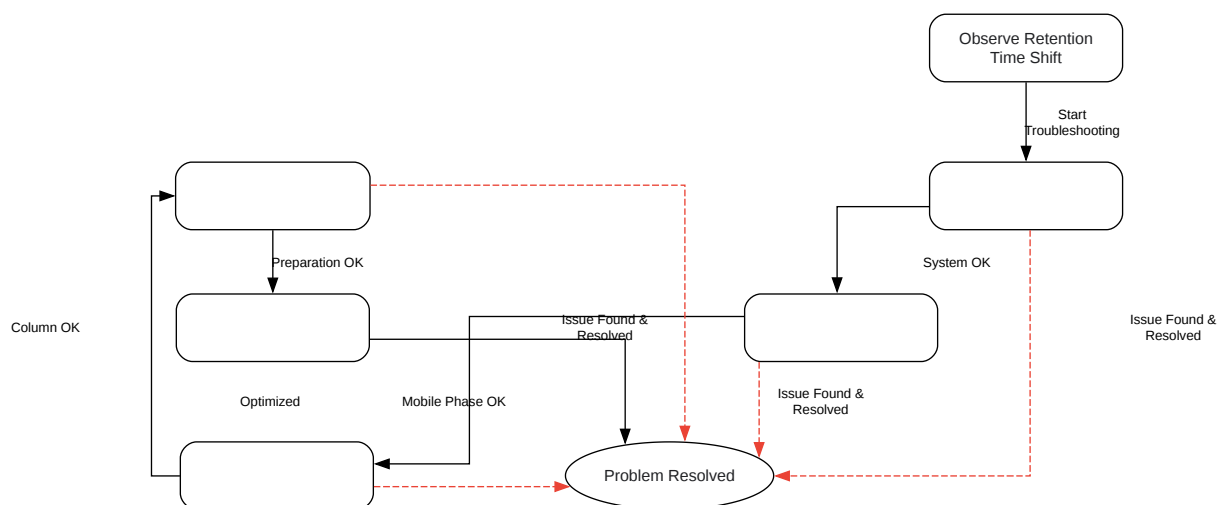 Observe Retention
Time Shift
Start
Troubleshooting
Preparation OK
System OK
Column OK
Issue Found &
Resolved
Issue Found &
Resolved
Optimized
Mobile Phase OK
Issue Found &
Resolved
Problem Resolved